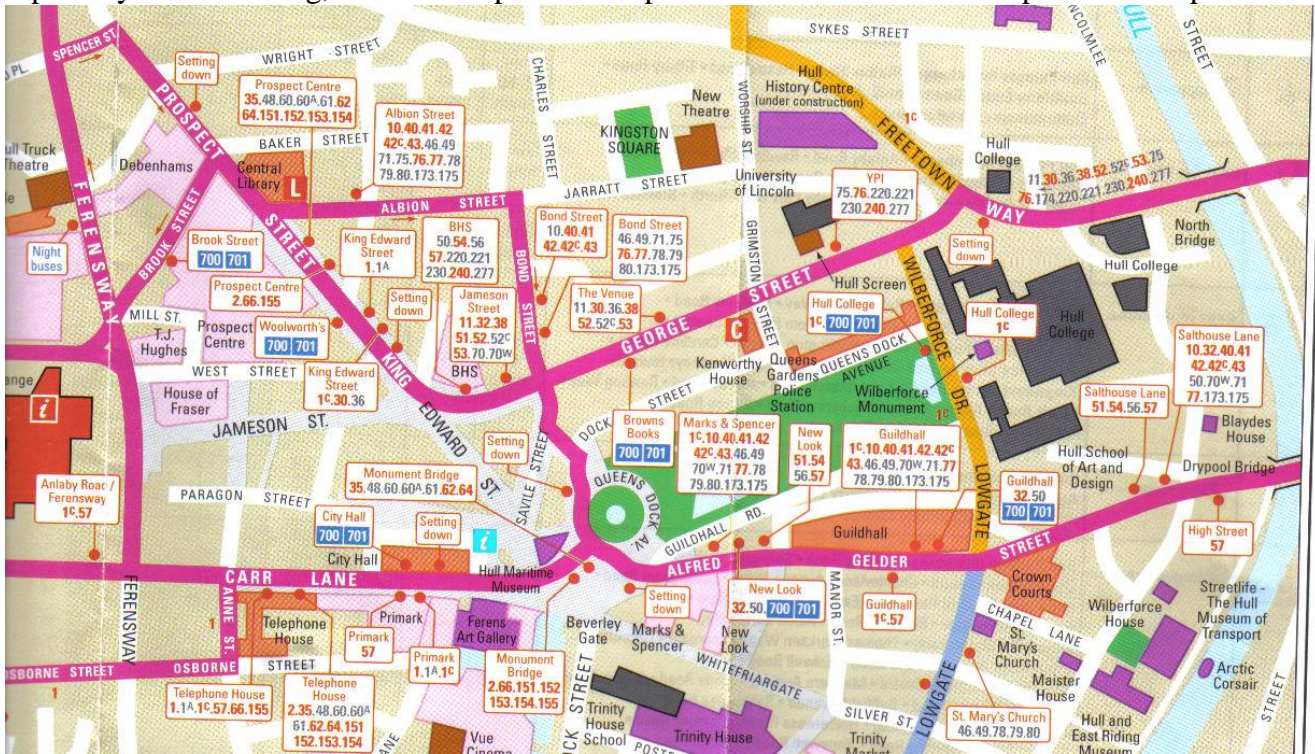 SPENCER ST.
WRIGHT STREET
SYKES STREET
PL.
Setting
down
Prospect Centre
35.48.60.60ᴬ.61.62
64.151.152.153.154
Albion Street
10.40.41.42
42ᶜ.43.46.49
71.75.76.77.78
79.80.173.175
CHARLES STREET
KINGSTON
SQUARE
New
Theatre
WORSHIP ST.
Hull
History Centre
(under construction)
1ᶜ
FREETOWN
WAY
STREET
Hull
College
11.30.36.38.52.52ᶜ.53.75
76.174.220.221.230.240.277
North
Bridge
Hull Truck
Theatre
Debenhams
PROSPECT
STREET
BAKER STREET
Central
Library
L
ALBION STREET
JARRATT STREET
University
of Lincoln
YPI
75.76.220.221
230.240.277
Setting
down
Hull College
FERENSWAY
BROOK STREET
Night
buses
Brook Street
700 701
King Edward
Street
1.1ᴬ
BHS
50.54.56
57.220.221
230.240.277
Bond Street
10.40.41
42.42ᶜ.43
Bond Street
46.49.71.75
76.77.78.79
80.173.175
BOND STREET
GRIMSTON STREET
Hull Screen
WILBERFORCE DR.
Prospect Centre
2.66.155
Setting
down
Jameson
Street
11.32.38
51.52.52ᶜ
53.70.70ᵂ
The Venue
11.30.36.38
52.52ᶜ.53
GEORGE STREET
Hull College
1ᶜ.700 701
Hull College
1ᶜ
Hull
College
MILL ST.
T.J.
Hughes
Prospect
Centre
Woolworth's
700 701
BHS
C
Kenworthy
House
Queens
Gardens
Police
Station
QUEENS DOCK
AVENUE
Wilberforce
Monument
1ᶜ
Salthouse Lane
10.32.40.41
42.42ᶜ.43
50.70ᵂ.71
77.173.175
WEST STREET
House of
Fraser
King Edward
Street
1ᶜ.30.36
KING
EDWARD
ST.
JAMESON ST.
i
DOCK STREET
Salthouse Lane
51.54.56.57
Blaydes
House
Browns
Books
700 701
Marks & Spencer
1ᶜ.10.40.41.42
42ᶜ.43.46.49
70ᵂ.71 77.78
79.80.173.175
New
Look
51.54
56.57
Guildhall
1ᶜ.10.40.41.42.42ᶜ
43.46.49.70ᵂ.71.77
78.79.80.173.175
Hull School
of Art and
Design
Drypool Bridge
Setting
down
SAVILE STREET
QUEENS DOCK AV.
Monument Bridge
35.48.60.60ᴬ.61.62.64
Anlaby Road /
Ferensway
1ᶜ.57
PARAGON STREET
City Hall
700 701
Setting
down
i
GUILDHALL RD.
Guildhall
Guildhall
32.50
700 701
LOWGATE
High Street
57
City Hall
CARR LANE
Hull Maritime
Museum
ALFRED GELDER STREET
FERENSWAY
ANNE ST.
1
Telephone
House
Primark
57
Primark
Primark
1.1ᴬ.1ᶜ
Ferens
Art Gallery
Beverley
Gate
Setting
down
Marks &
Spencer
New
Look
New Look
32.50.700 701
MANOR ST.
Guildhall
1ᶜ.57
Crown
Courts
CHAPEL LANE
St.
Mary's
Church
Wilberforce
House
Streetlife -
The Hull
Museum of
Transport
OSBORNE STREET
OSBORNE STREET
1
Telephone House
1.1ᴬ.1ᶜ.57.66.155
Telephone
House
2.35.48.60.60ᴬ
61.62.64.151
152.153.154
Monument
Bridge
2.66.151.152
153.154.155
WHITEFRIARGATE
Maister
House
Arctic
Corsair
Vue
Cinema
Trinity
House
School
Trinity House
SILVER ST.
LOWGATE
St. Mary's Church
46.49.78.79.80
Hull and
East Riding
Museum
STREET
Trinity